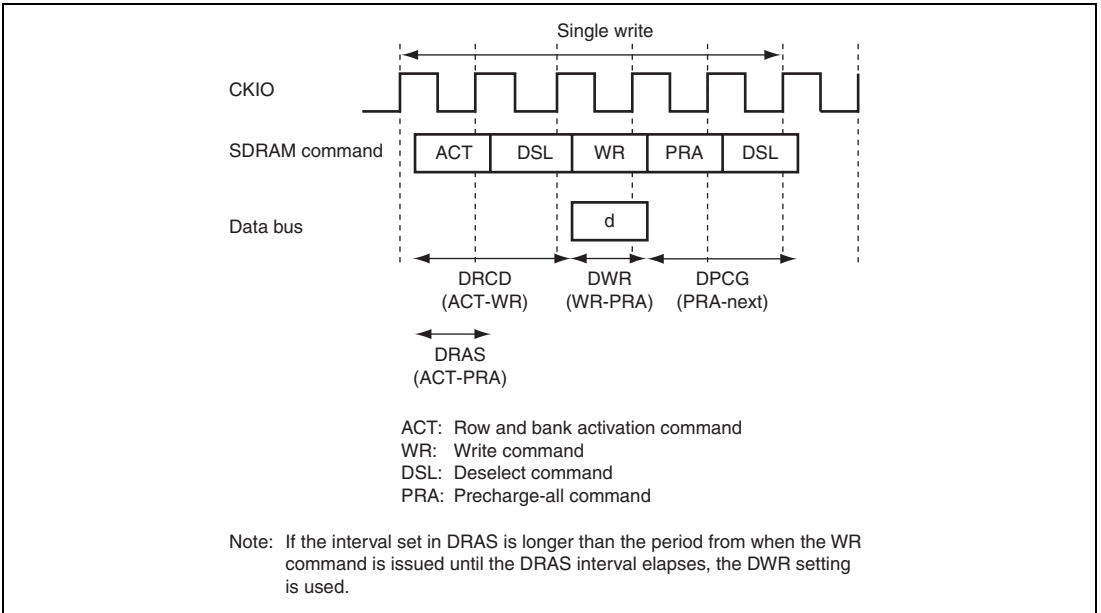 Single write
CKIO
SDRAM command
ACT DSL WR PRA DSL
Data bus
d
DRCD DWR DPCG
(ACT-WR) (WR-PRA) (PRA-next)
DRAS
(ACT-PRA)
ACT: Row and bank activation command
WR: Write command
DSL: Deselect command
PRA: Precharge-all command
Note: If the interval set in DRAS is longer than the period from when the WR
command is issued until the DRAS interval elapses, the DWR setting
is used.